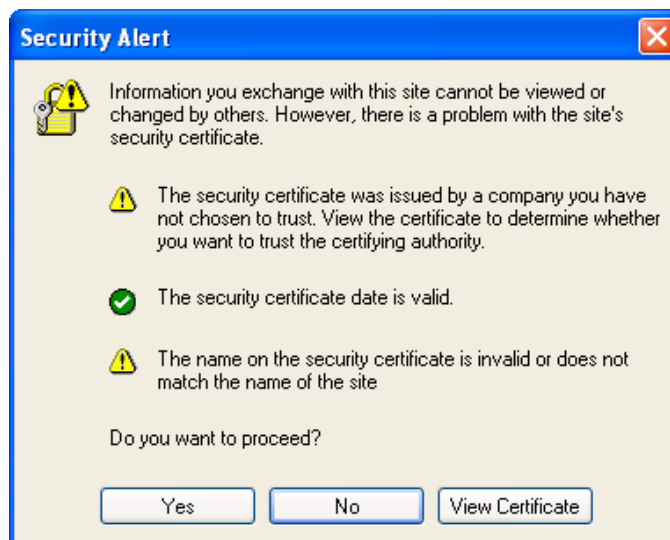 Security Alert
Information you exchange with this site cannot be viewed or
changed by others. However, there is a problem with the site's
security certificate.
The security certificate was issued by a company you have
not chosen to trust. View the certificate to determine whether
you want to trust the certifying authority.
The security certificate date is valid.
The name on the security certificate is invalid or does not
match the name of the site
Do you want to proceed?
Yes No View Certificate